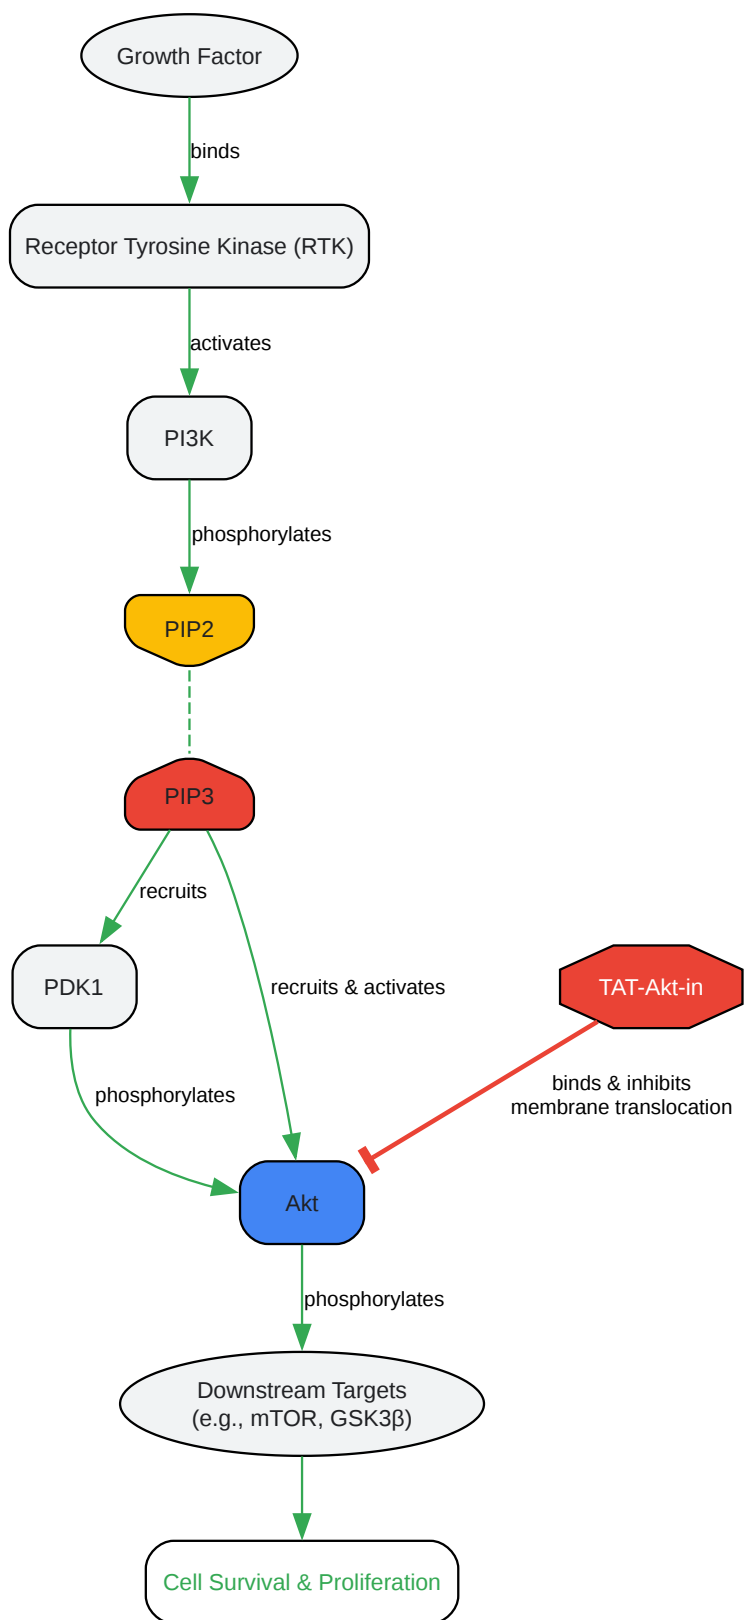 Growth Factor
binds
Receptor Tyrosine Kinase (RTK)
activates
PI3K
phosphorylates
PIP2
PIP3
recruits
PDK1
recruits & activates
TAT-Akt-in
binds & inhibits
membrane translocation
phosphorylates
Akt
phosphorylates
Downstream Targets
(e.g., mTOR, GSK3β)
Cell Survival & Proliferation